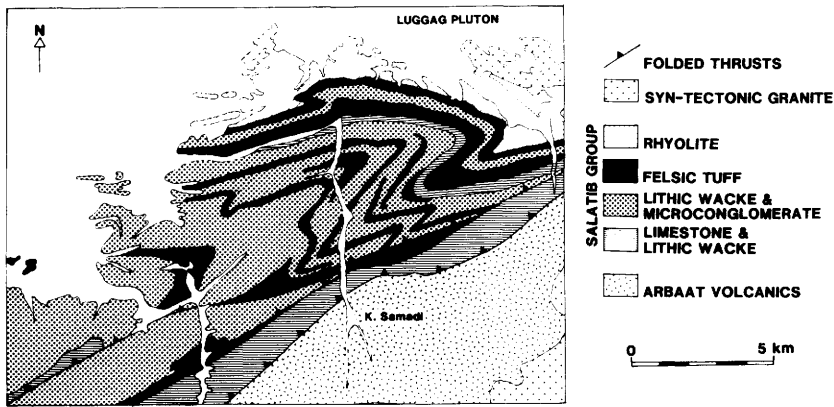 LUGGAG PLUTON
N
K. Samadi
FOLDED THRUSTS
SYN-TECTONIC GRANITE
SALATIB GROUP
RHYOLITE
FELSIC TUFF
LITHIC WACKE &
MICROCONGLOMERATE
LIMESTONE &
LITHIC WACKE
ARBAAT VOLCANICS
0 5 km